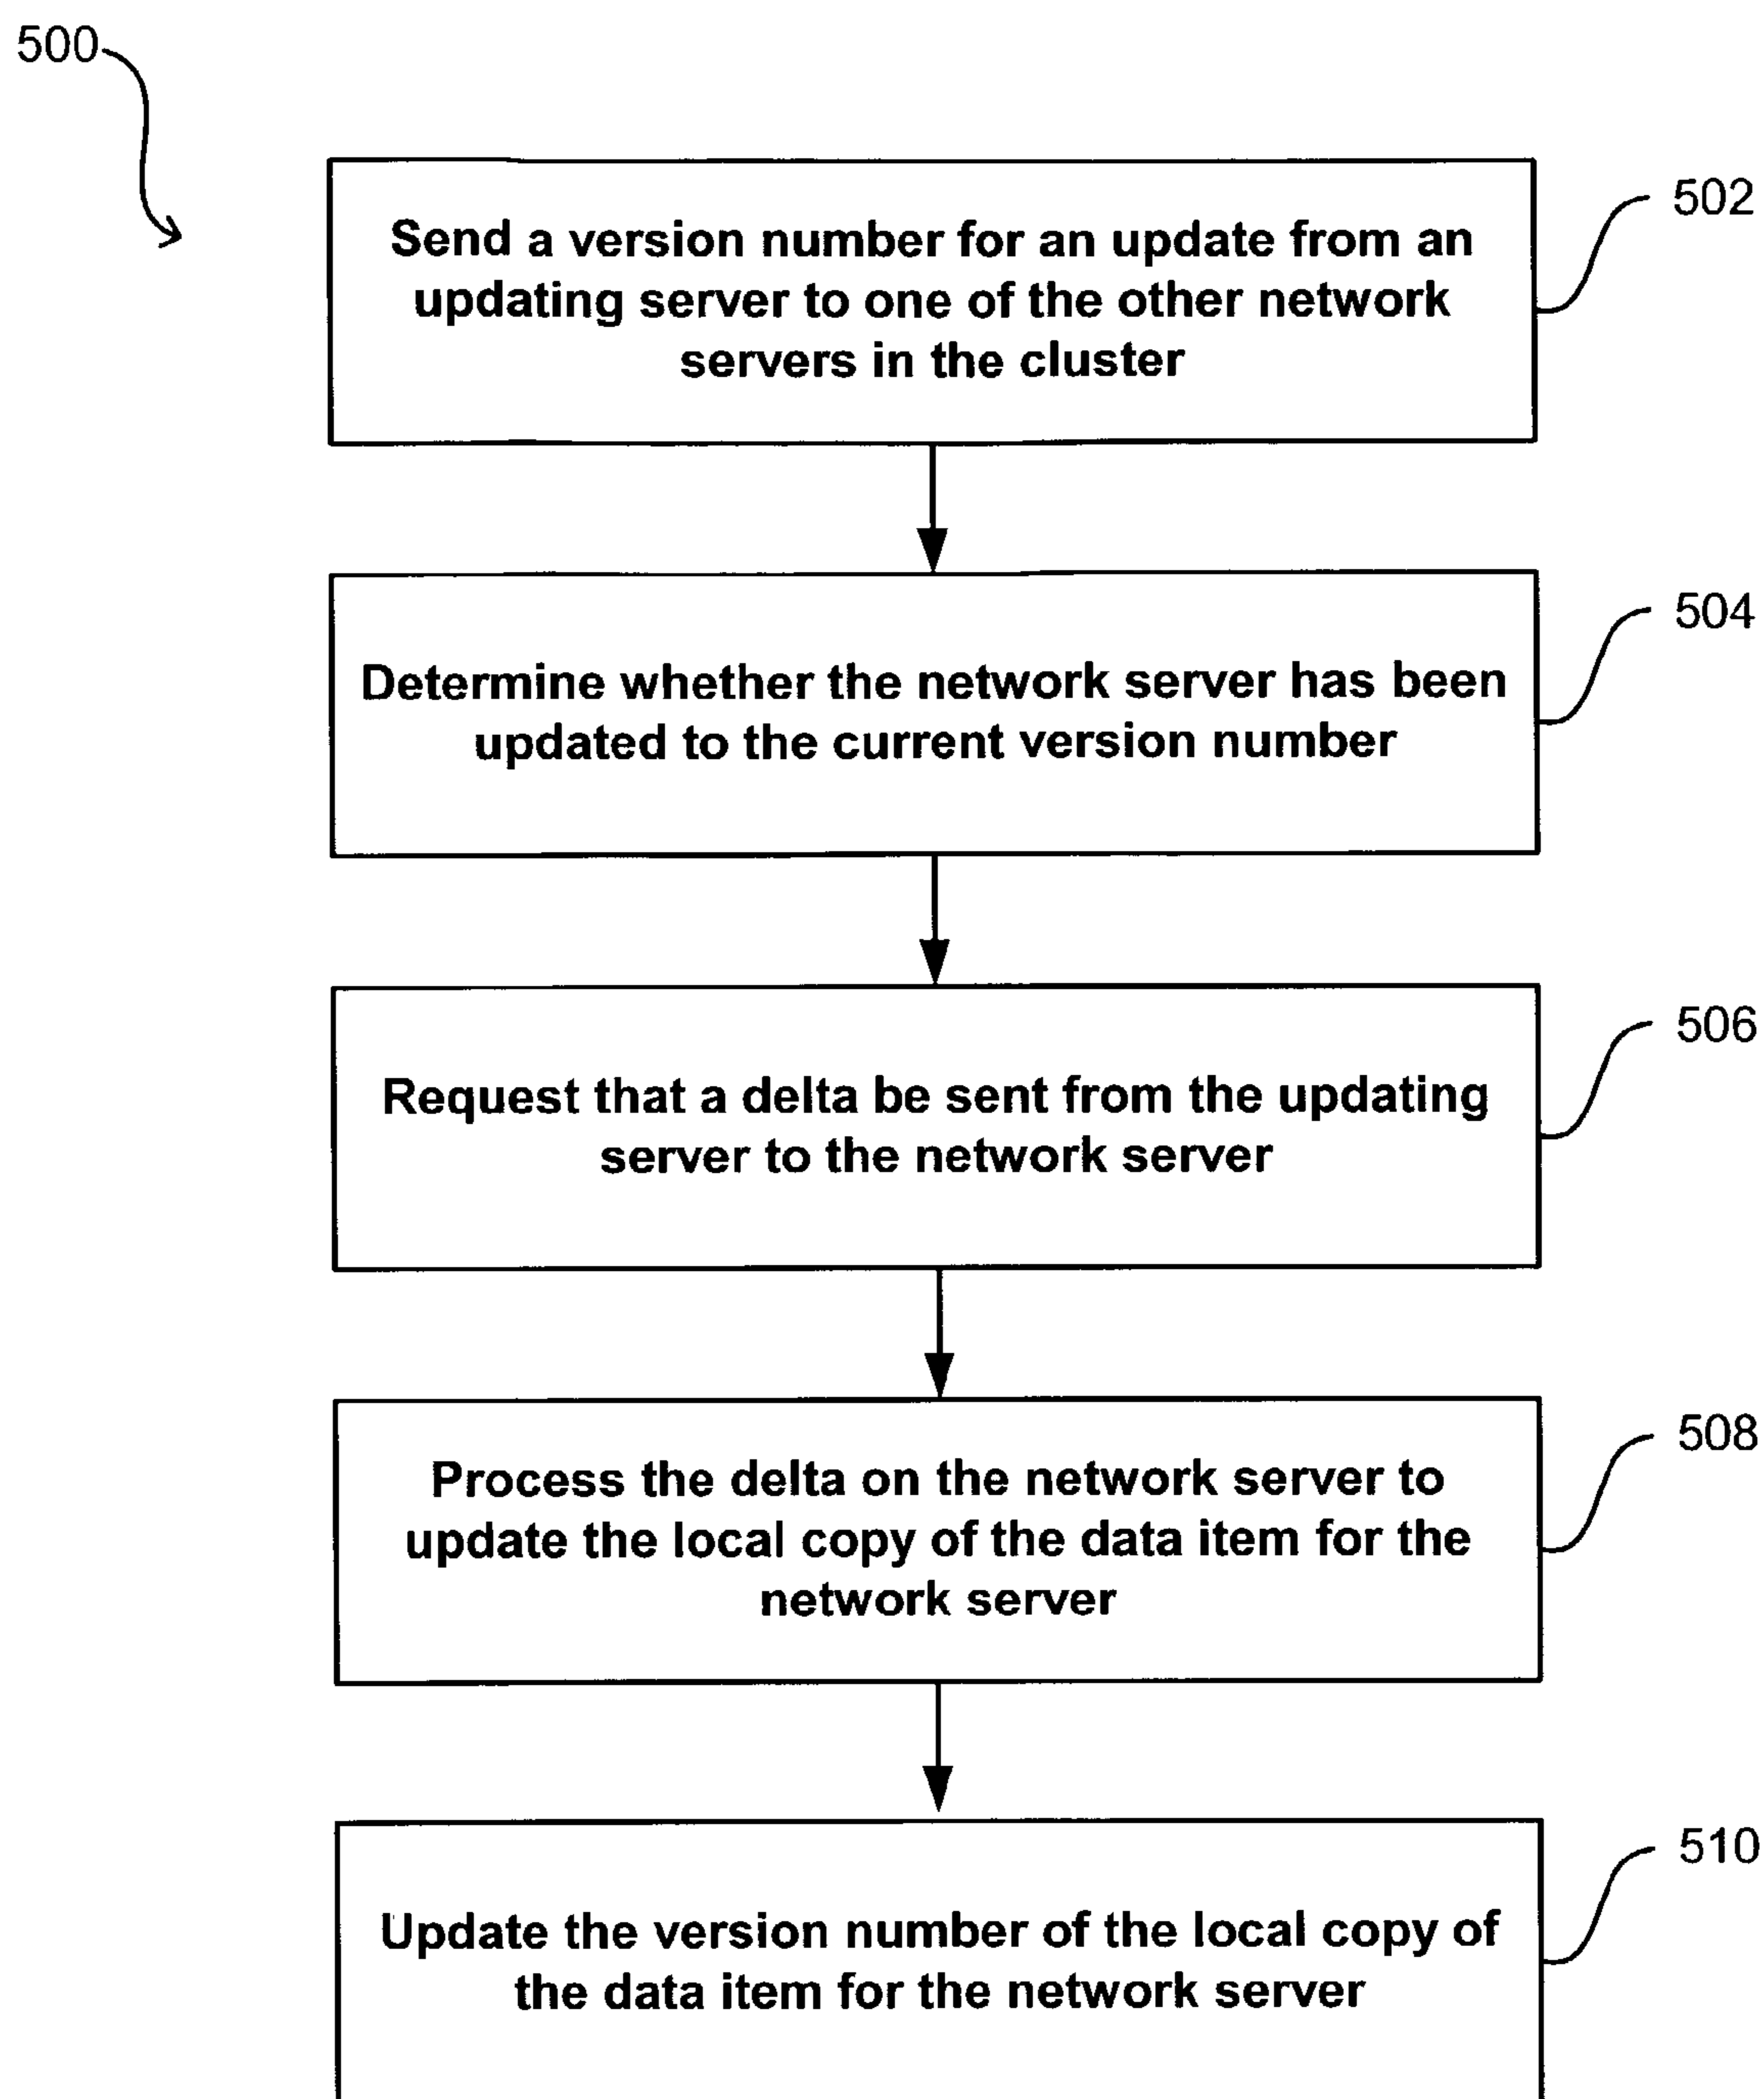 500
Send a version number for an update from an
updating server to one of the other network
servers in the cluster
502
Determine whether the network server has been
updated to the current version number
504
Request that a delta be sent from the updating
server to the network server
506
Process the delta on the network server to
update the local copy of the data item for the
network server
508
Update the version number of the local copy of
the data item for the network server
510